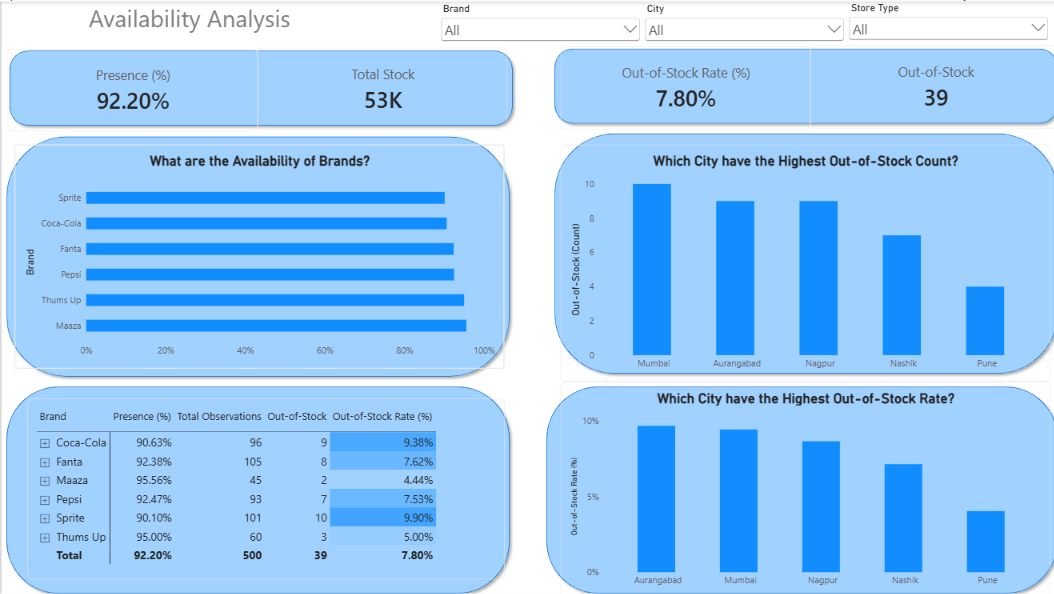 Availability Analysis
Brand
All
City
All
Store Type
All
Presence (%)
92.20%
Total Stock
53K
Out-of-Stock Rate (%)
7.80%
Out-of-Stock
39
What are the Availability of Brands?
Brand
Sprite
Coca-Cola
Fanta
Pepsi
Thums Up
Maaza
0% 20% 40% 60% 80% 100%
Which City have the Highest Out-of-Stock Count?
Out-of-Stock (Count)
10
8
6
4
2
0
Mumbai Aurangabad Nagpur Nashik Pune
Brand Presence (%) Total Observations Out-of-Stock Out-of-Stock Rate (%)
Coca-Cola 90.63% 96 9 9.38%
Fanta 92.38% 105 8 7.62%
Maaza 95.56% 45 2 4.44%
Pepsi 92.47% 93 7 7.53%
Sprite 90.10% 101 10 9.90%
Thums Up 95.00% 60 3 5.00%
Total 92.20% 500 39 7.80%
Which City have the Highest Out-of-Stock Rate?
Out-of-Stock Rate (%)
10%
5%
0%
Aurangabad Mumbai Nagpur Nashik Pune